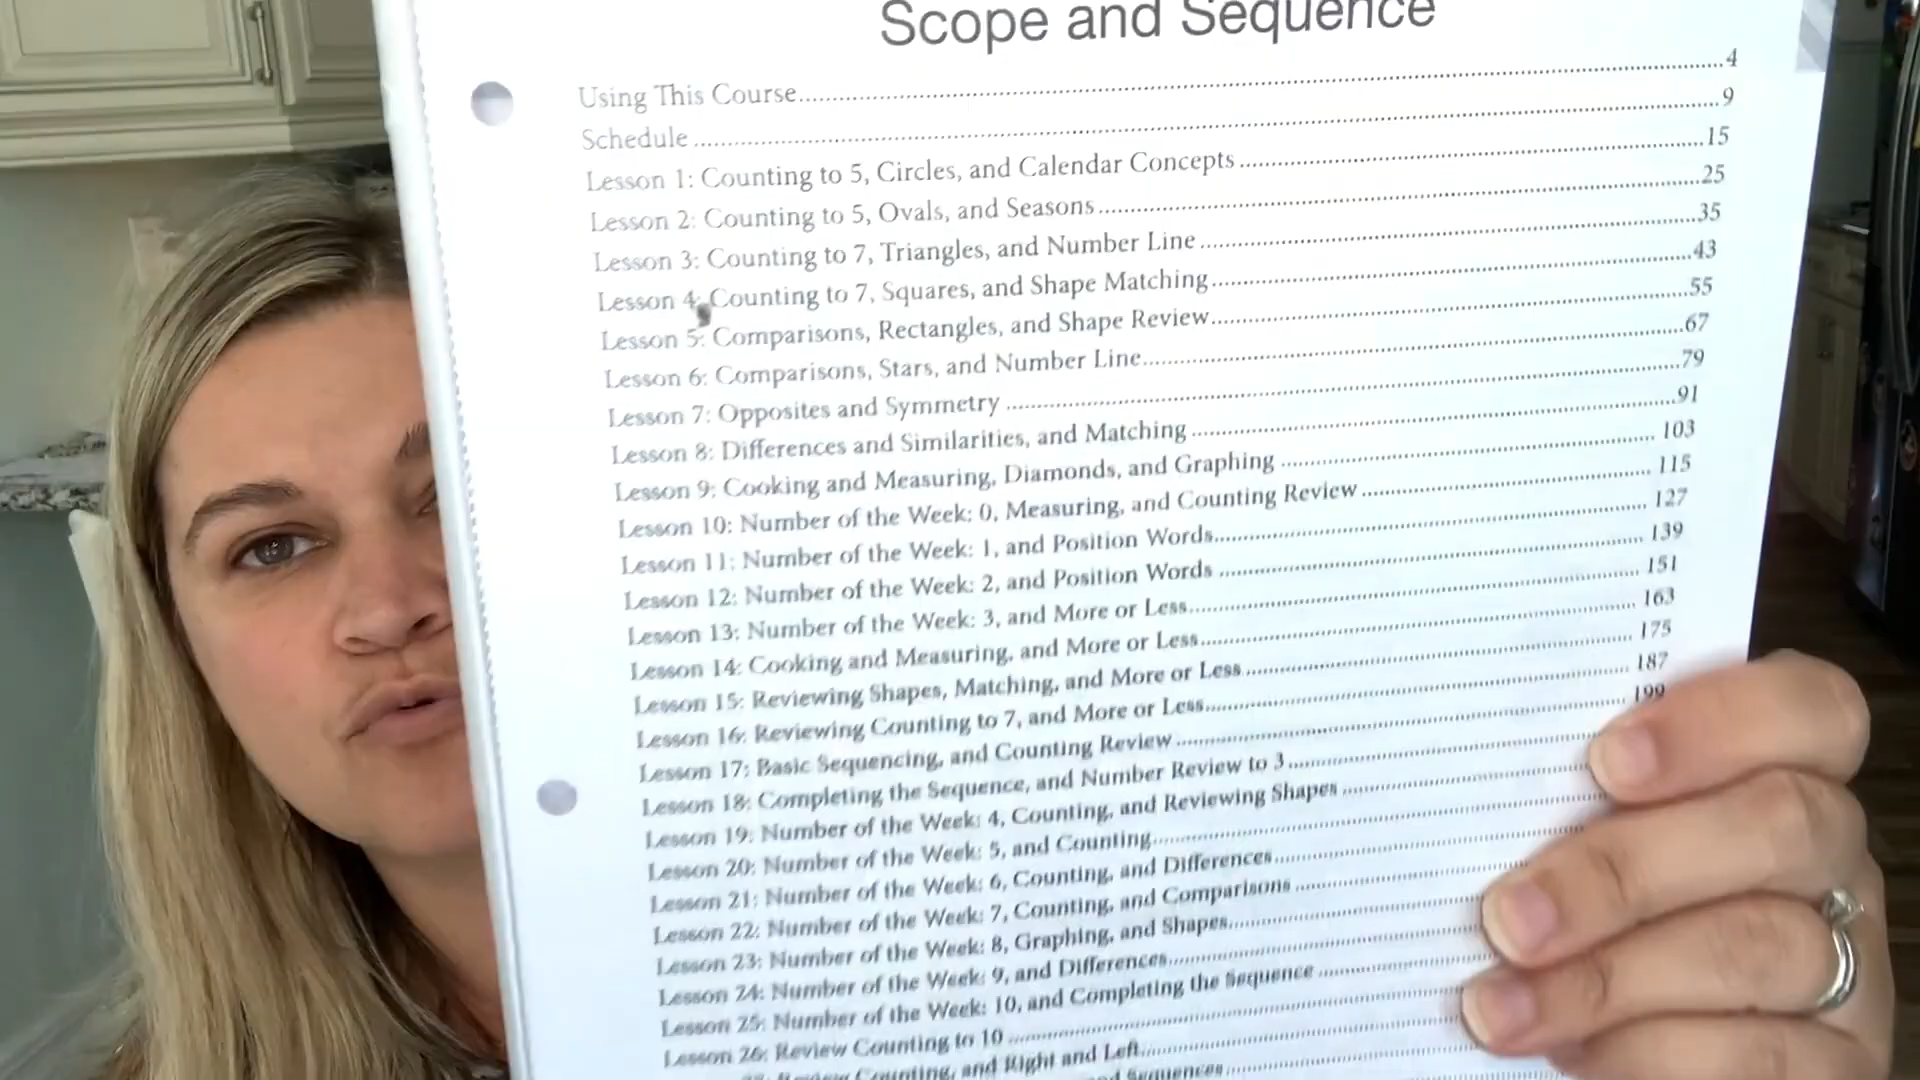 Scope and Sequence
Using This Course..........4
Schedule..........9
Lesson 1: Counting to 5, Circles, and Calendar Concepts..........15
Lesson 2: Counting to 5, Ovals, and Seasons..........25
Lesson 3: Counting to 7, Triangles, and Number Line..........35
Lesson 4: Counting to 7, Squares, and Shape Matching..........43
Lesson 5: Comparisons, Rectangles, and Shape Review..........55
Lesson 6: Comparisons, Stars, and Number Line..........67
Lesson 7: Opposites and Symmetry..........79
Lesson 8: Differences and Similarities, and Matching..........91
Lesson 9: Cooking and Measuring, Diamonds, and Graphing..........103
Lesson 10: Number of the Week: 0, Measuring, and Counting Review..........115
Lesson 11: Number of the Week: 1, and Position Words..........127
Lesson 12: Number of the Week: 2, and Position Words..........139
Lesson 13: Number of the Week: 3, and More or Less..........151
Lesson 14: Cooking and Measuring, and More or Less..........163
Lesson 15: Reviewing Shapes, Matching, and More or Less..........175
Lesson 16: Reviewing Counting to 7, and More or Less..........187
Lesson 17: Basic Sequencing, and Counting Review..........199
Lesson 18: Completing the Sequence, and Number Review to 3..........
Lesson 19: Number of the Week: 4, Counting, and Reviewing Shapes..........
Lesson 20: Number of the Week: 5, and Counting..........
Lesson 21: Number of the Week: 6, Counting, and Differences..........
Lesson 22: Number of the Week: 7, Counting, and Comparisons..........
Lesson 23: Number of the Week: 8, Graphing, and Shapes..........
Lesson 24: Number of the Week: 9, and Differences..........
Lesson 25: Number of the Week: 10, and Completing the Sequence..........
Lesson 26: Review Counting to 10..........
Review Counting, and Right and Left..........
and Sequences..........